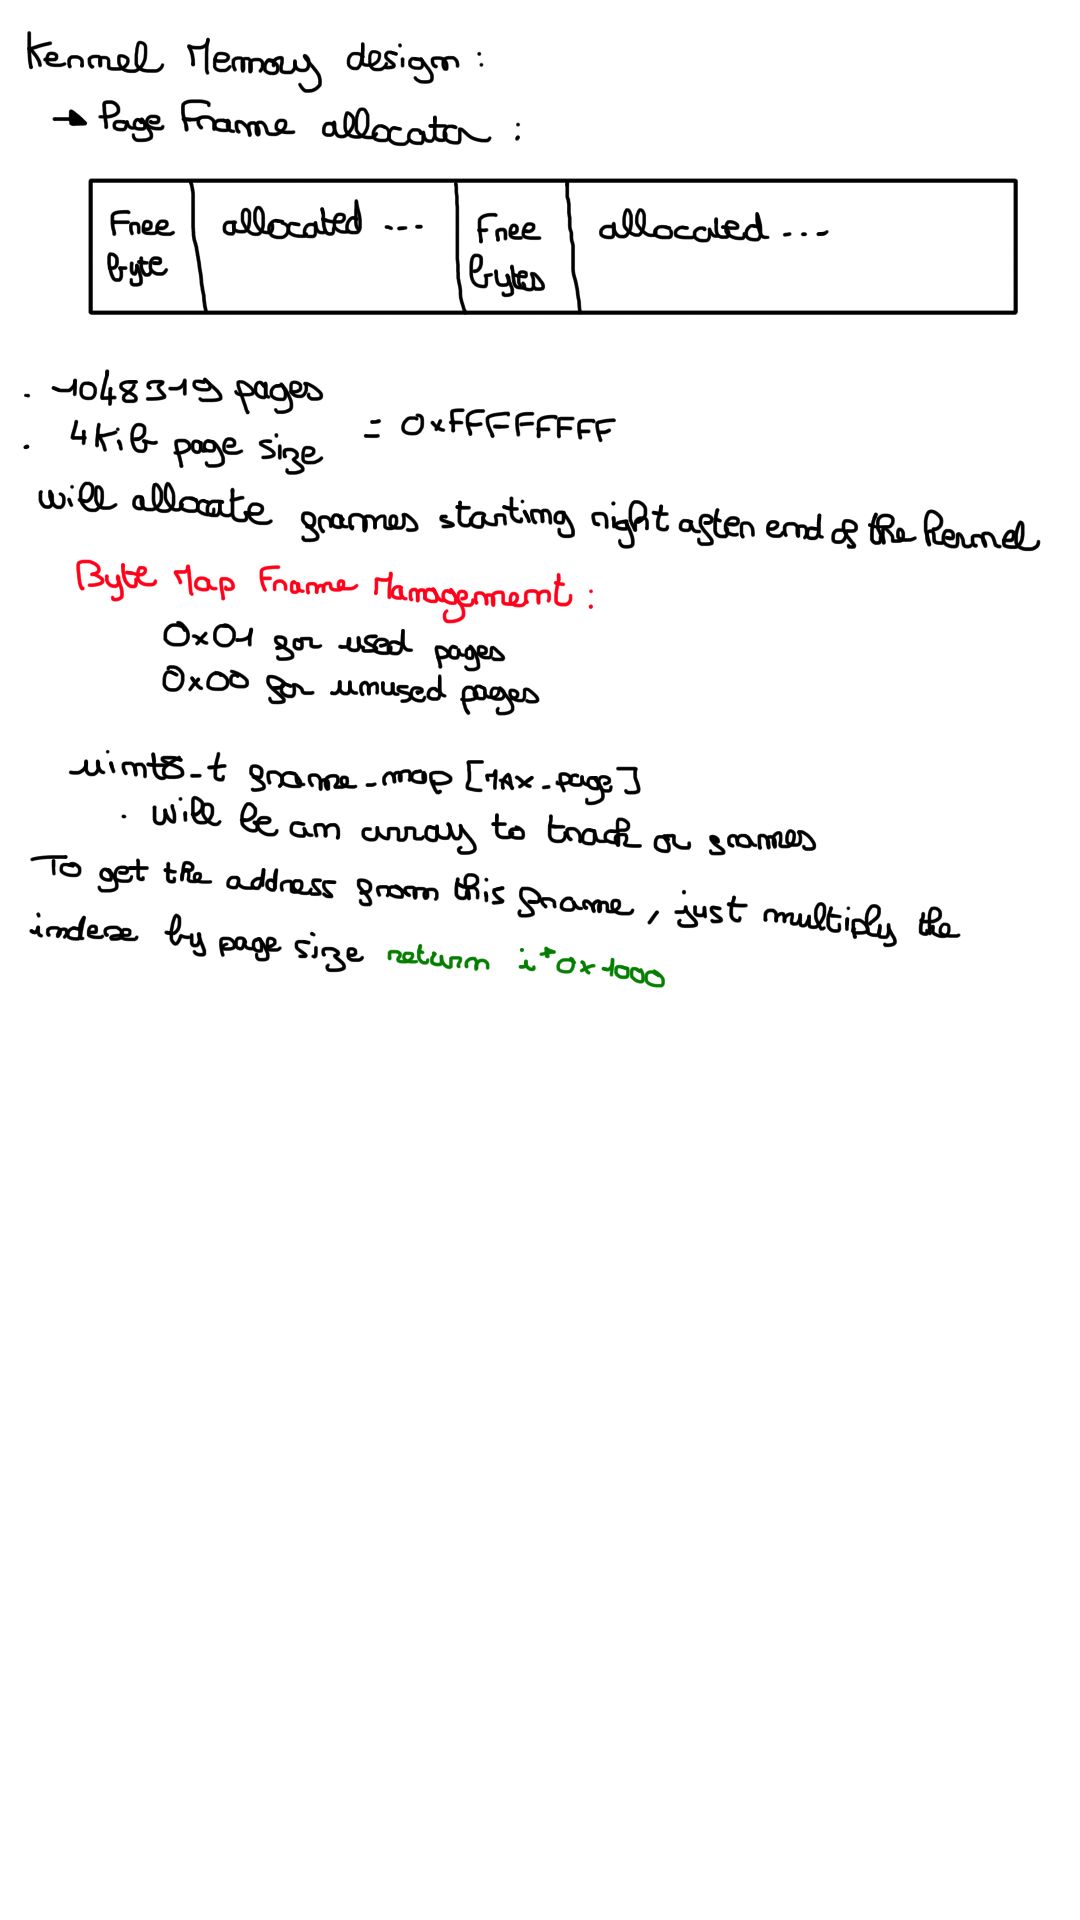 Kernel Memory design :
→ Page Frame allocator :
Free byte
allocated ...
Free bytes
allocated ...
. 1048319 pages
. 4Kib page size
= 0xFFFFFFFF
will allocate frames starting right after end of the Kernel
Byte Map Frame Management :
0x01 for used pages
0x00 for unused pages
uint8_t frame_map [MAX_page]
. will be an array to track or frames
To get the address from this frame, just multiply the
index by page size return i*0x1000